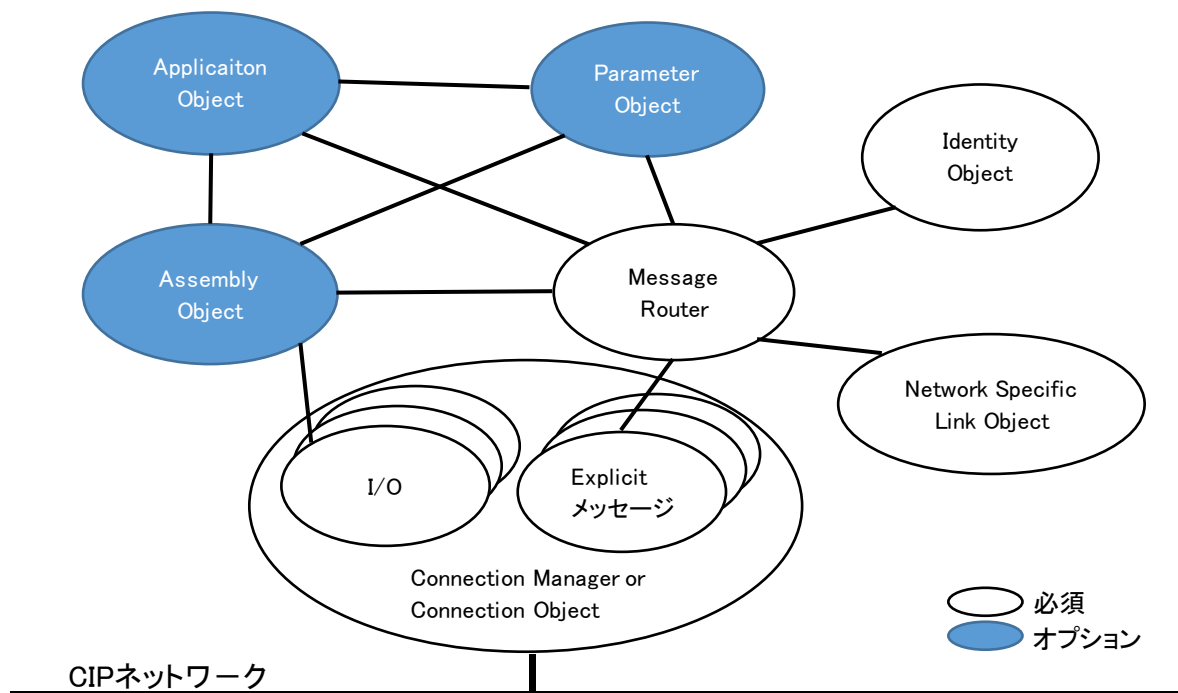 Applicaiton
Object
Parameter
Object
Identity
Object
Assembly
Object
Message
Router
Network Specific
Link Object
I/O
Explicit
メッセージ
Connection Manager or
Connection Object
必須
オプション
CIPネットワーク